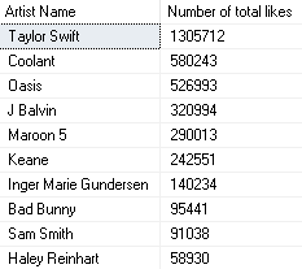 Artist Name Number of total likes
Taylor Swift 1305712
Coolant 580243
Oasis 526993
J Balvin 320994
Maroon 5 290013
Keane 242551
Inger Marie Gundersen 140234
Bad Bunny 95441
Sam Smith 91038
Haley Reinhart 58930